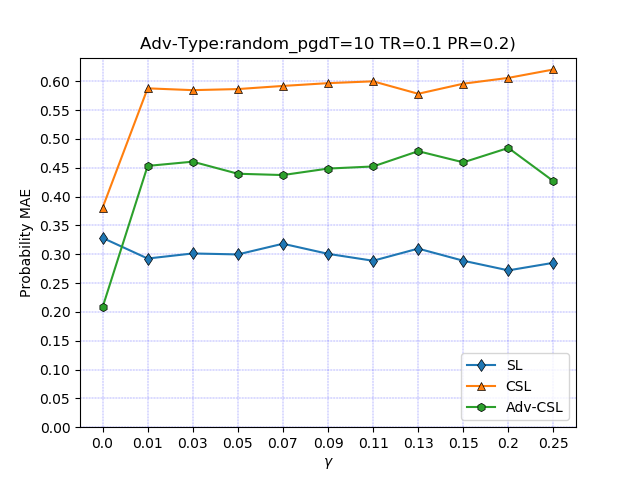 Adv-Type:random_pgdT=10 TR=0.1 PR=0.2)
Probability MAE
0.60
0.55
0.50
0.45
0.40
0.35
0.30
0.25
0.20
0.15
0.10
0.05
0.00
SL
CSL
Adv-CSL
0.0 0.01 0.03 0.05 0.07 0.09 0.11 0.13 0.15 0.2 0.25
γ